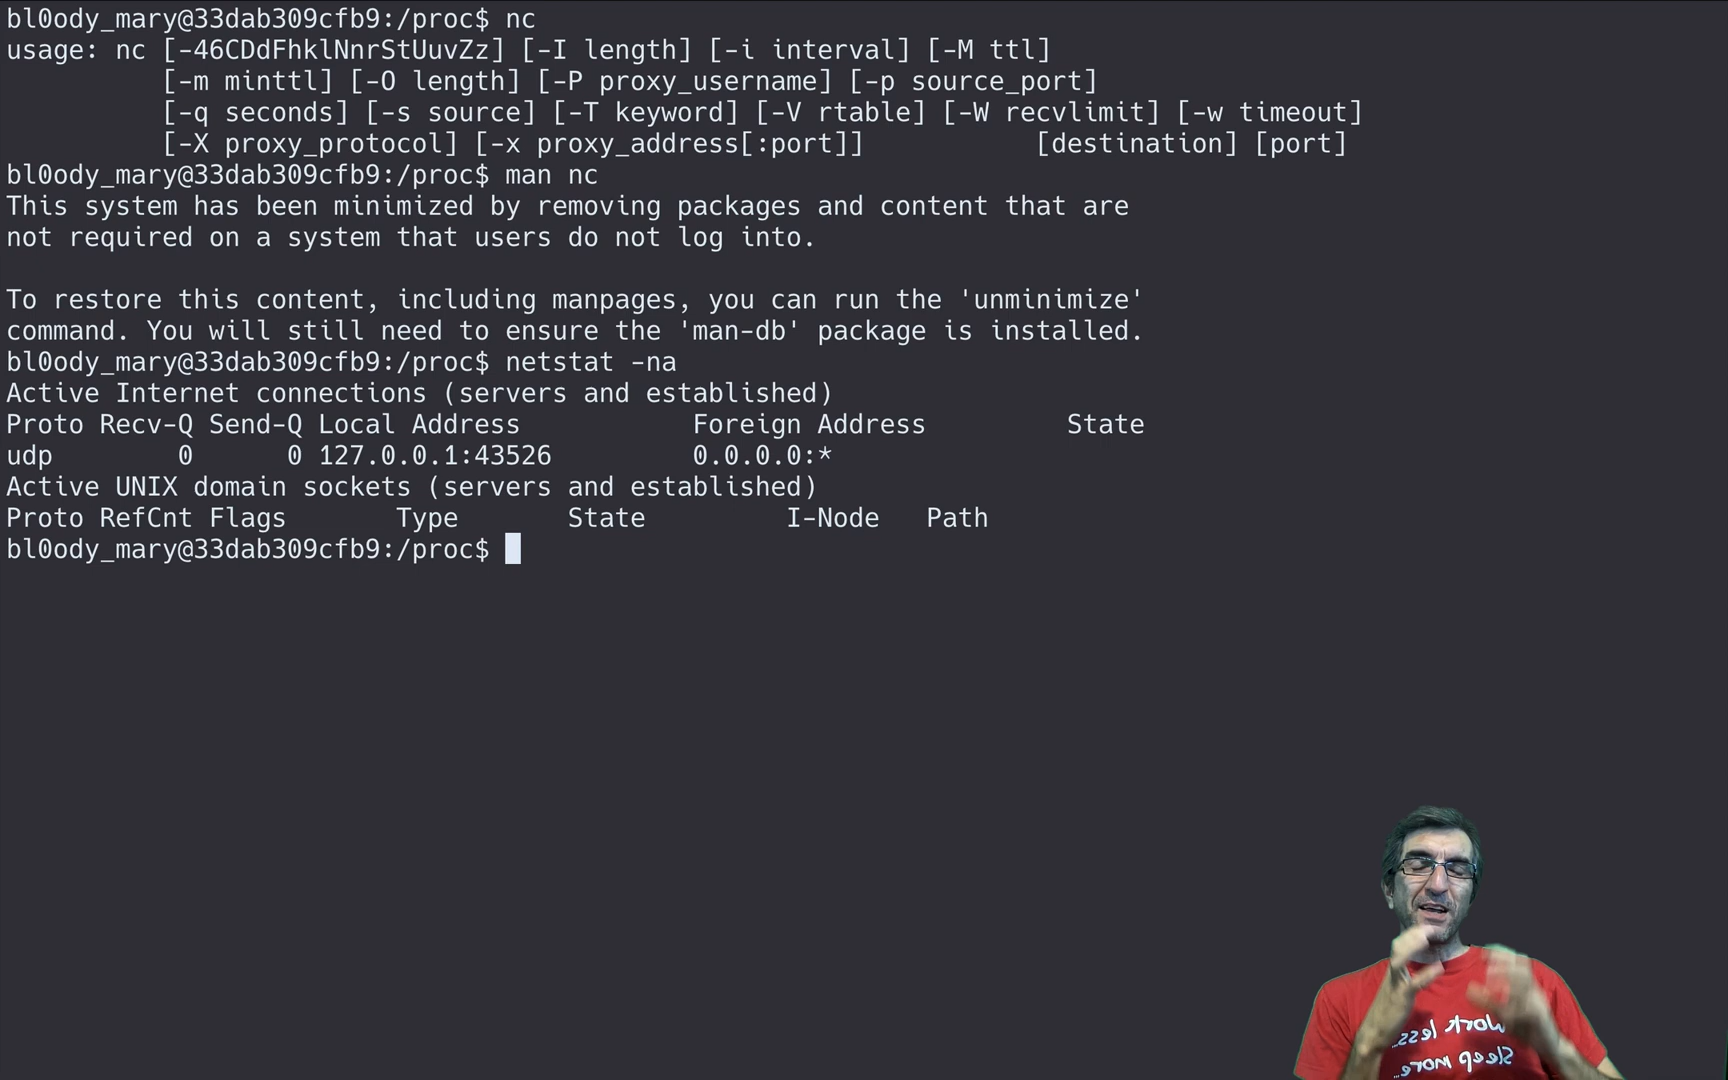 bl0ody_mary@33dab309cfb9:/proc$ nc
usage: nc [-46CDdFhklNnrStUuvZz] [-I length] [-i interval] [-M ttl]
          [-m minttl] [-O length] [-P proxy_username] [-p source_port]
          [-q seconds] [-s source] [-T keyword] [-V rtable] [-W recvlimit] [-w timeout]
          [-X proxy_protocol] [-x proxy_address[:port]]           [destination] [port]
bl0ody_mary@33dab309cfb9:/proc$ man nc
This system has been minimized by removing packages and content that are
not required on a system that users do not log into.

To restore this content, including manpages, you can run the 'unminimize'
command. You will still need to ensure the 'man-db' package is installed.
bl0ody_mary@33dab309cfb9:/proc$ netstat -na
Active Internet connections (servers and established)
Proto Recv-Q Send-Q Local Address           Foreign Address         State
udp        0      0 127.0.0.1:43526         0.0.0.0:*
Active UNIX domain sockets (servers and established)
Proto RefCnt Flags       Type       State         I-Node   Path
bl0ody_mary@33dab309cfb9:/proc$
Work less...
Sleep more...